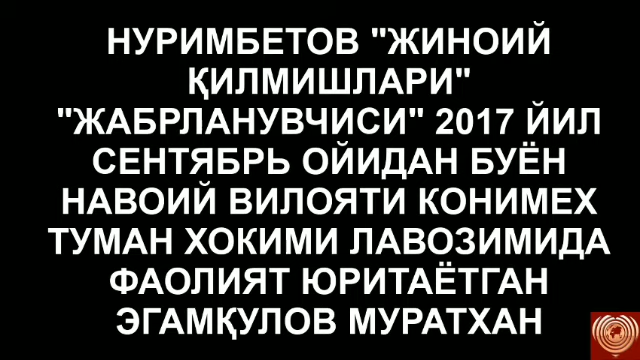 НУРИМБЕТОВ "ЖИНОИЙ
ҚИЛМИШЛАРИ"
"ЖАБРЛАНУВЧИСИ" 2017 ЙИЛ
СЕНТЯБРЬ ОЙИДАН БУЁН
НАВОИЙ ВИЛОЯТИ КОНИМЕХ
ТУМАН ХОКИМИ ЛАВОЗИМИДА
ФАОЛИЯТ ЮРИТАЁТГАН
ЭГАМҚУЛОВ МУРАТХАН